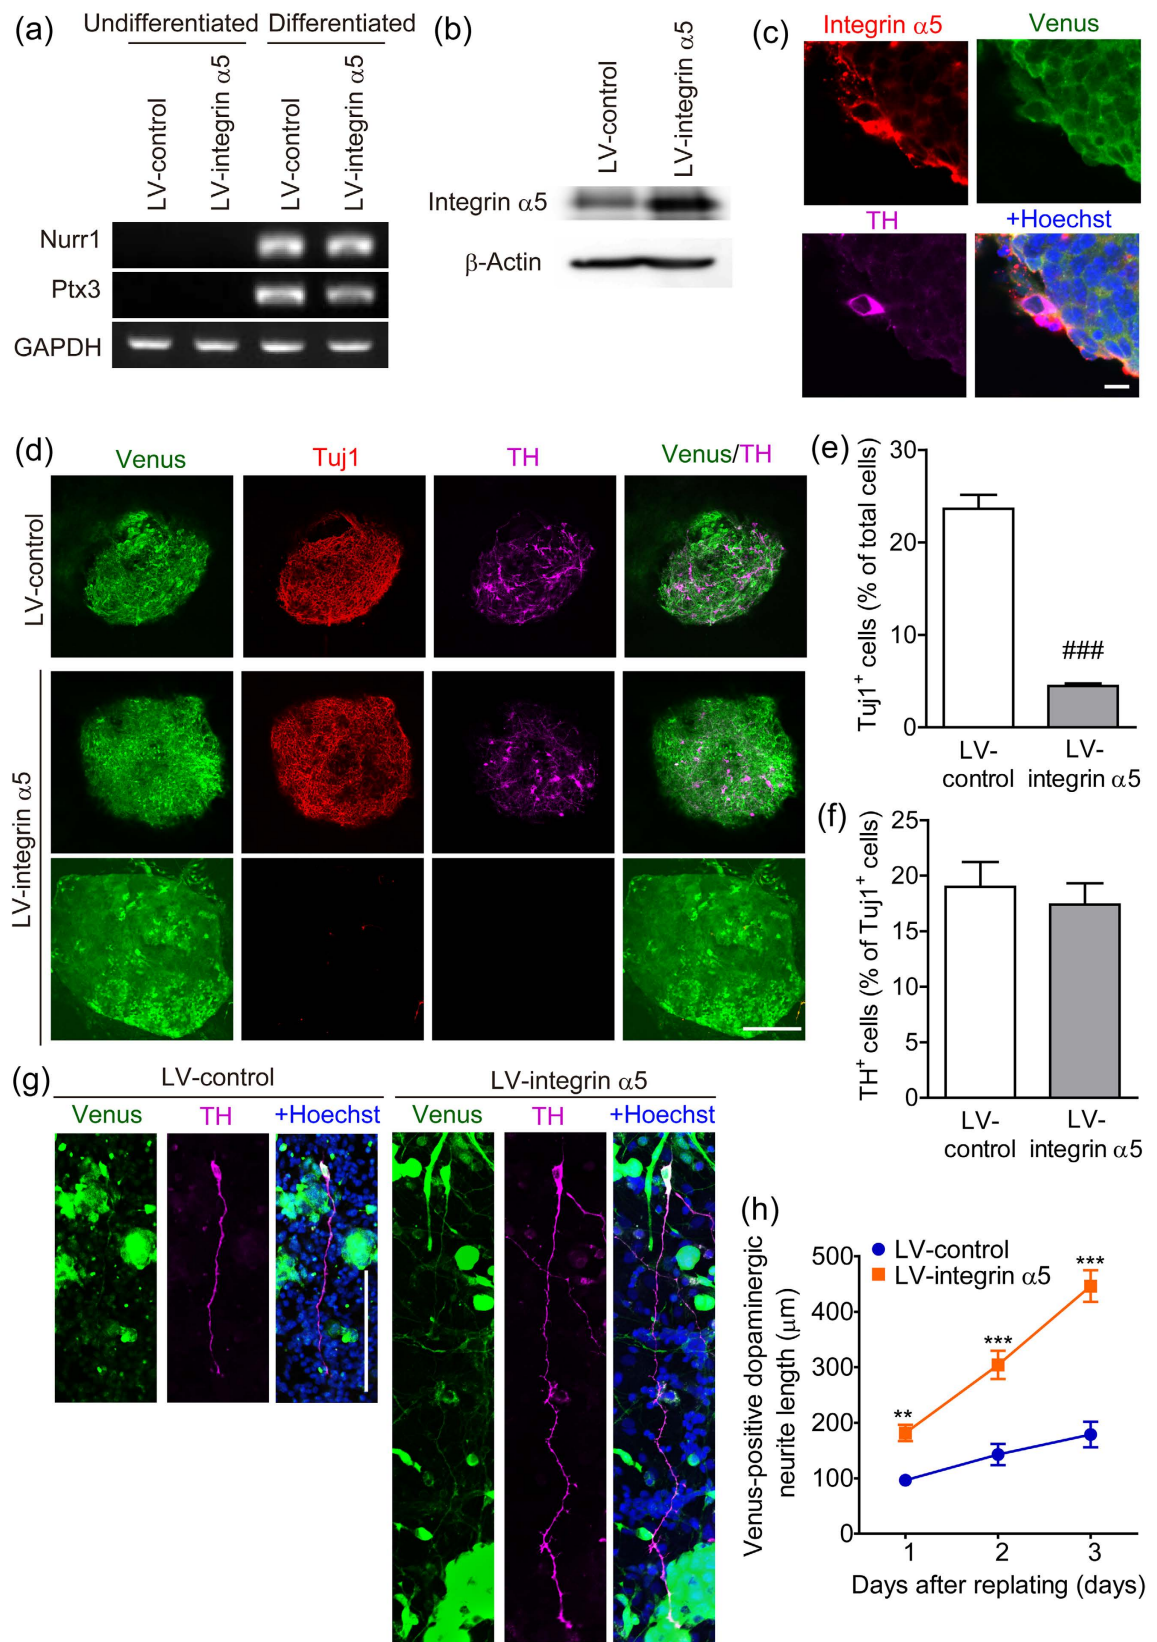 (a)
Undifferentiated Differentiated
LV-control
LV-integrin α5
LV-control
LV-integrin α5
Nurr1
Ptx3
GAPDH
(b)
LV-control
LV-integrin α5
Integrin α5
β-Actin
(c)
Integrin α5 Venus
TH +Hoechst
(d)
Venus Tuj1 TH Venus/TH
LV-control
LV-integrin α5
(e)
Tuj1⁺ cells (% of total cells)
30
20
10
0
###
LV-
control
LV-
integrin α5
(f)
TH⁺ cells (% of Tuj1⁺ cells)
25
20
15
10
5
0
LV-
control
LV-
integrin α5
(g)
LV-control
Venus TH +Hoechst
LV-integrin α5
Venus TH +Hoechst
(h)
Venus-positive dopaminergic
neurite length (μm)
500
400
300
200
100
0
LV-control
LV-integrin α5
**
***
***
1 2 3
Days after replating (days)